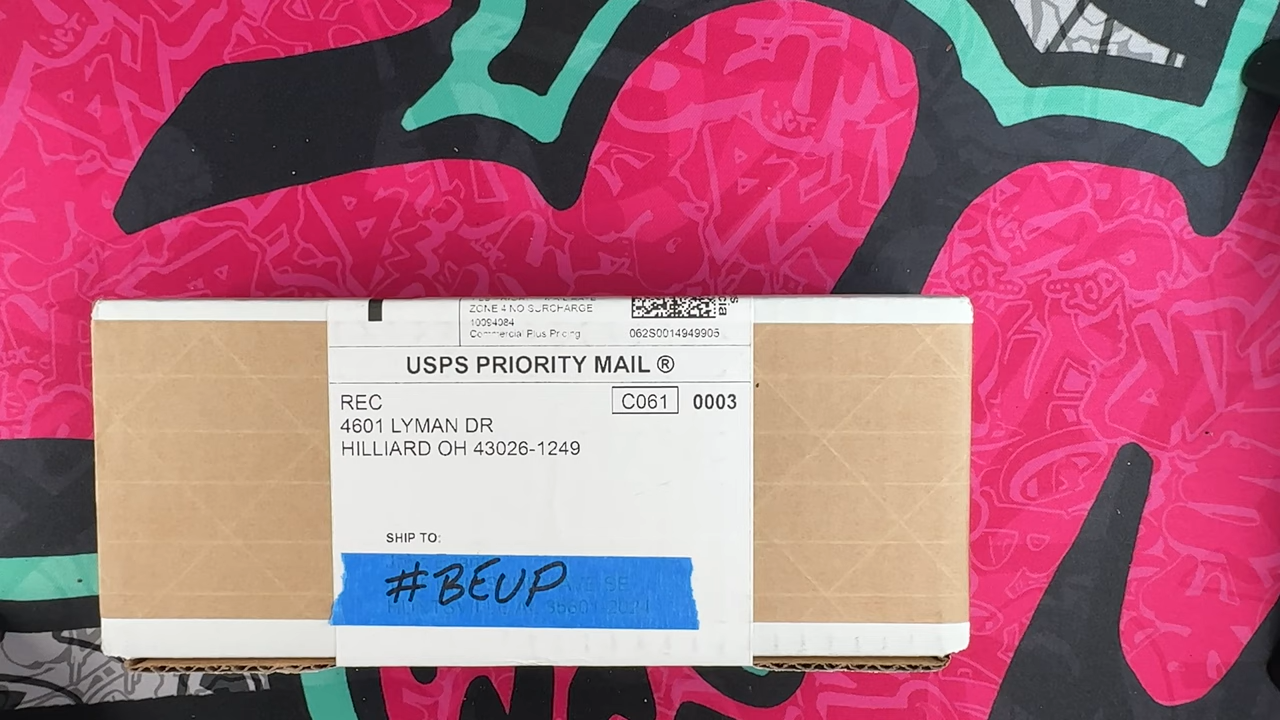 ZONE 4 NO SURCHARGE
10094084
Commercial Plus Pricing
062S0014949905
cia
USPS PRIORITY MAIL ®
REC
C061 0003
4601 LYMAN DR
HILLIARD OH 43026-1249
SHIP TO:
#BEUP